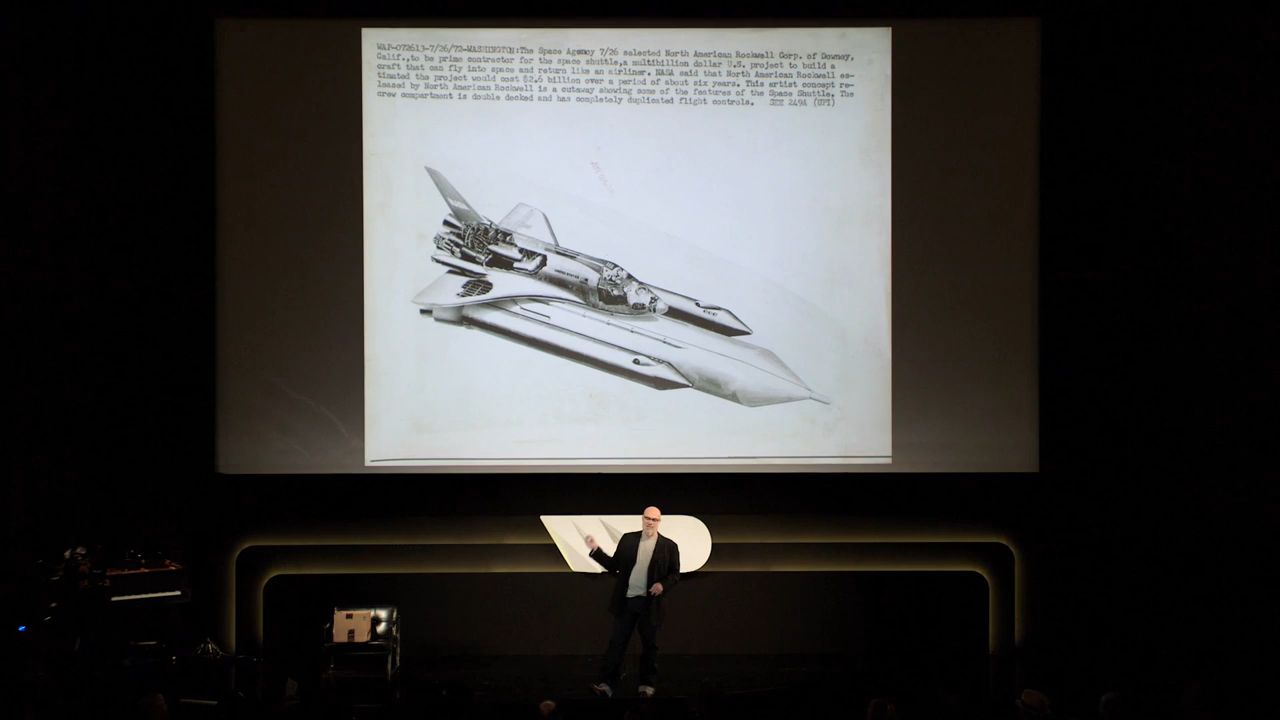 WAP-072613-7/26/72-WASHINGTON:The Space Agency 7/26 selected North American Rockwell Corp. of Downey,
Calif.,to be prime contractor for the space shuttle,a multibillion dollar U.S. project to build a
craft that can fly into space and return like an airliner. NASA said that North American Rockwell es-
timated the project would cost $2.6 billion over a period of about six years. This artist concept re-
leased by North American Rockwell is a cutaway showing some of the features of the Space Shuttle. The
crew compartment is double decked and has completely duplicated flight controls. SEE 249A (UPI)
UNITED STATES